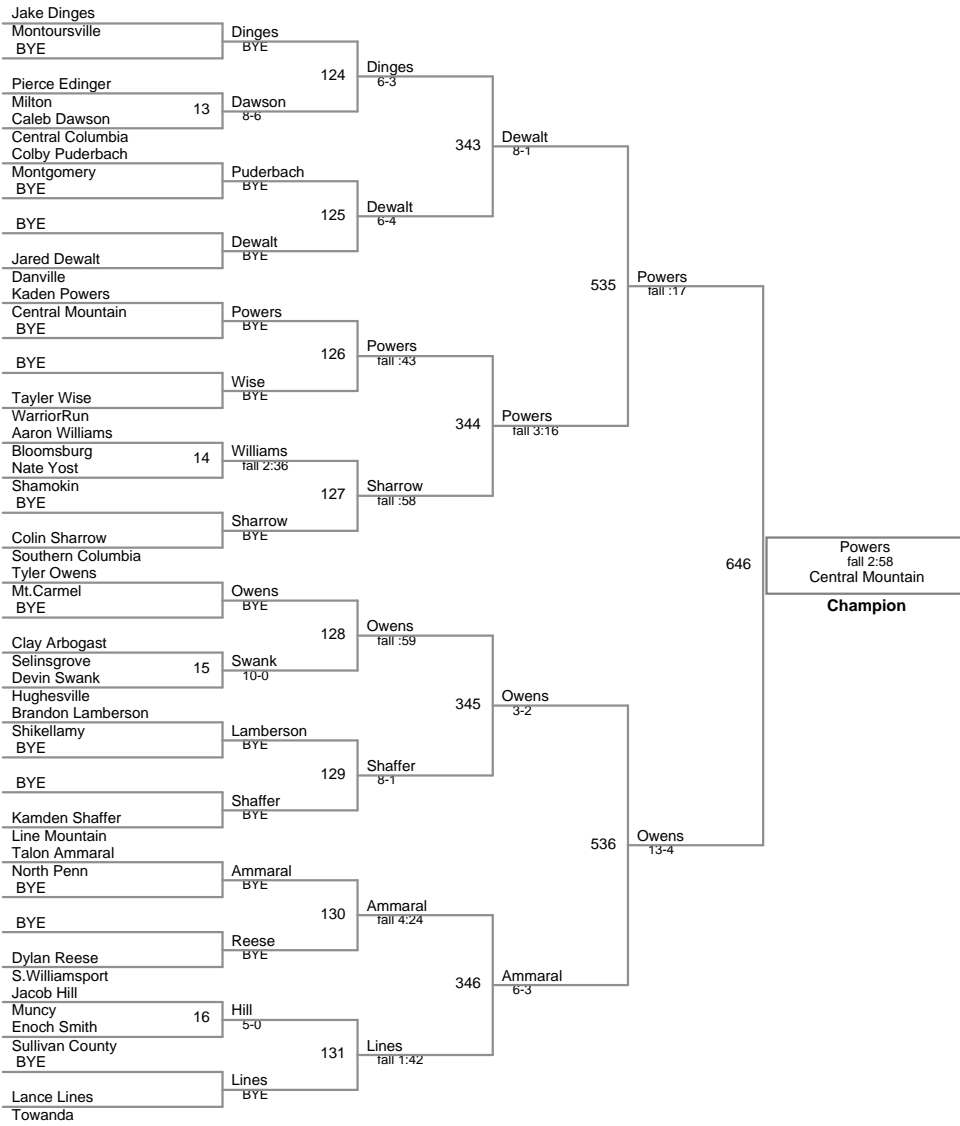 Jake Dinges
Montoursville
BYE
Pierce Edinger
Milton
Caleb Dawson
Central Columbia
Colby Puderbach
Montgomery
BYE
BYE
Jared Dewalt
Danville
Kaden Powers
Central Mountain
BYE
BYE
Tayler Wise
WarriorRun
Aaron Williams
Bloomsburg
Nate Yost
Shamokin
BYE
Colin Sharrow
Southern Columbia
Tyler Owens
Mt.Carmel
BYE
Clay Arbogast
Selinsgrove
Devin Swank
Hughesville
Brandon Lamberson
Shikellamy
BYE
BYE
Kamden Shaffer
Line Mountain
Talon Ammaral
North Penn
BYE
BYE
Dylan Reese
S.Williamsport
Jacob Hill
Muncy
Enoch Smith
Sullivan County
BYE
Lance Lines
Towanda
13
14
15
16
Dinges
BYE
Dawson
8-6
Puderbach
BYE
Dewalt
BYE
Powers
BYE
Wise
BYE
Williams
fall 2:36
Sharrow
BYE
Owens
BYE
Swank
10-0
Lamberson
BYE
Shaffer
BYE
Ammaral
BYE
Reese
BYE
Hill
5-0
Lines
BYE
124
125
126
127
128
129
130
131
Dinges
6-3
Dewalt
6-4
Powers
fall :43
Sharrow
fall :58
Owens
fall :59
Shaffer
8-1
Ammaral
fall 4:24
Lines
fall 1:42
343
344
345
346
Dewalt
8-1
Powers
fall 3:16
Owens
3-2
Ammaral
6-3
535
536
Powers
fall :17
Owens
13-4
646
Powers
fall 2:58
Central Mountain
Champion